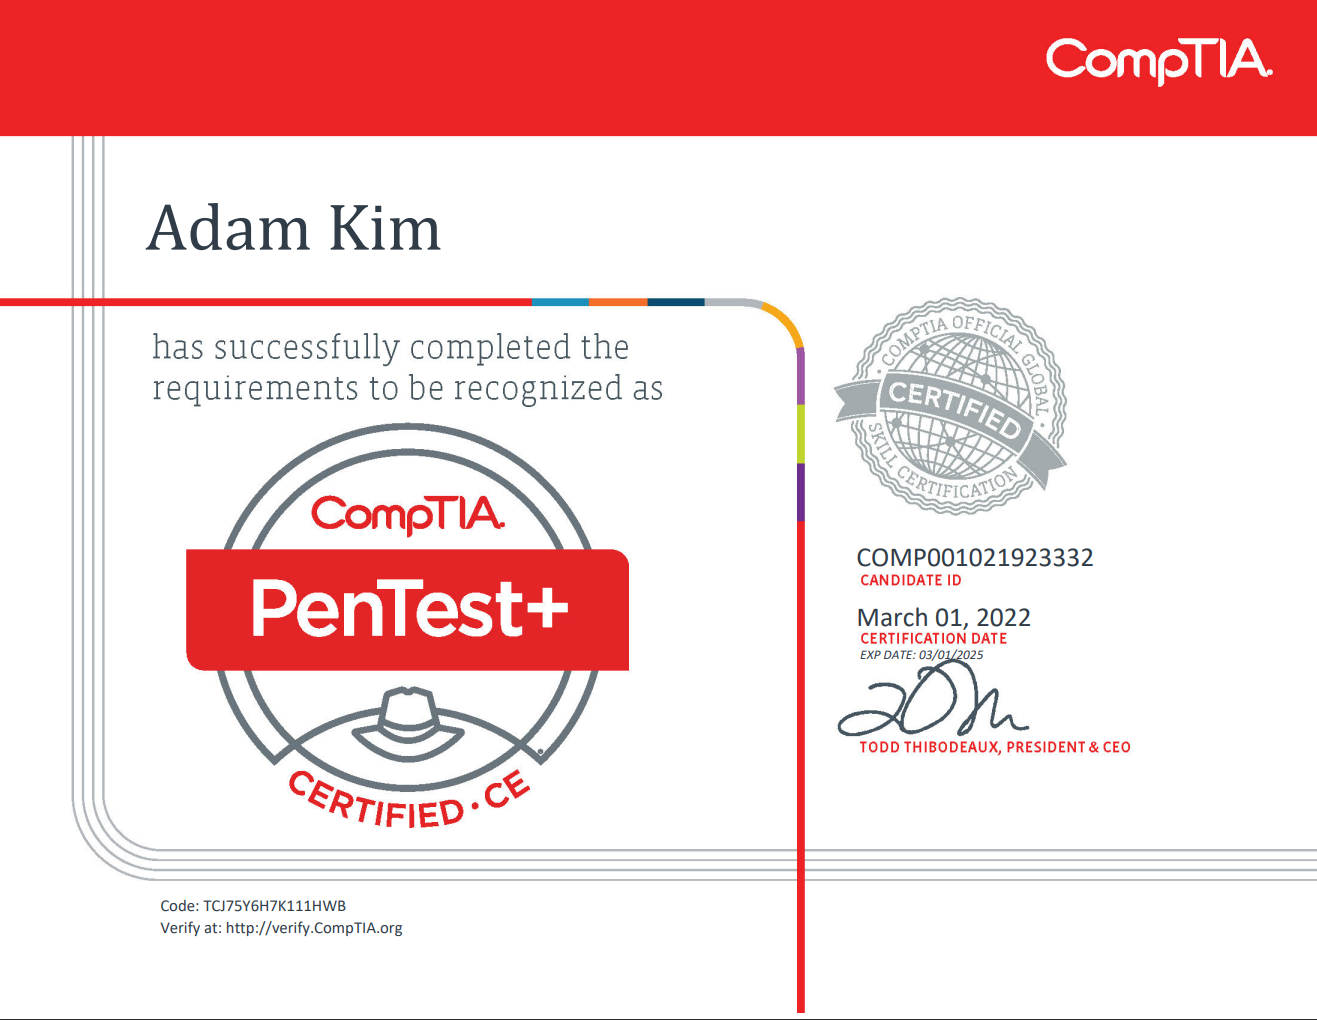 CompTIA.
Adam Kim
has successfully completed the
requirements to be recognized as
CompTIA.
PenTest+
CERTIFIED • CE
• COMPTIA OFFICIAL GLOBAL •
CERTIFIED
SKILL CERTIFICATION
COMP001021923332
CANDIDATE ID
March 01, 2022
CERTIFICATION DATE
EXP DATE: 03/01/2025
TODD THIBODEAUX, PRESIDENT & CEO
Code: TCJ75Y6H7K111HWB
Verify at: http://verify.CompTIA.org